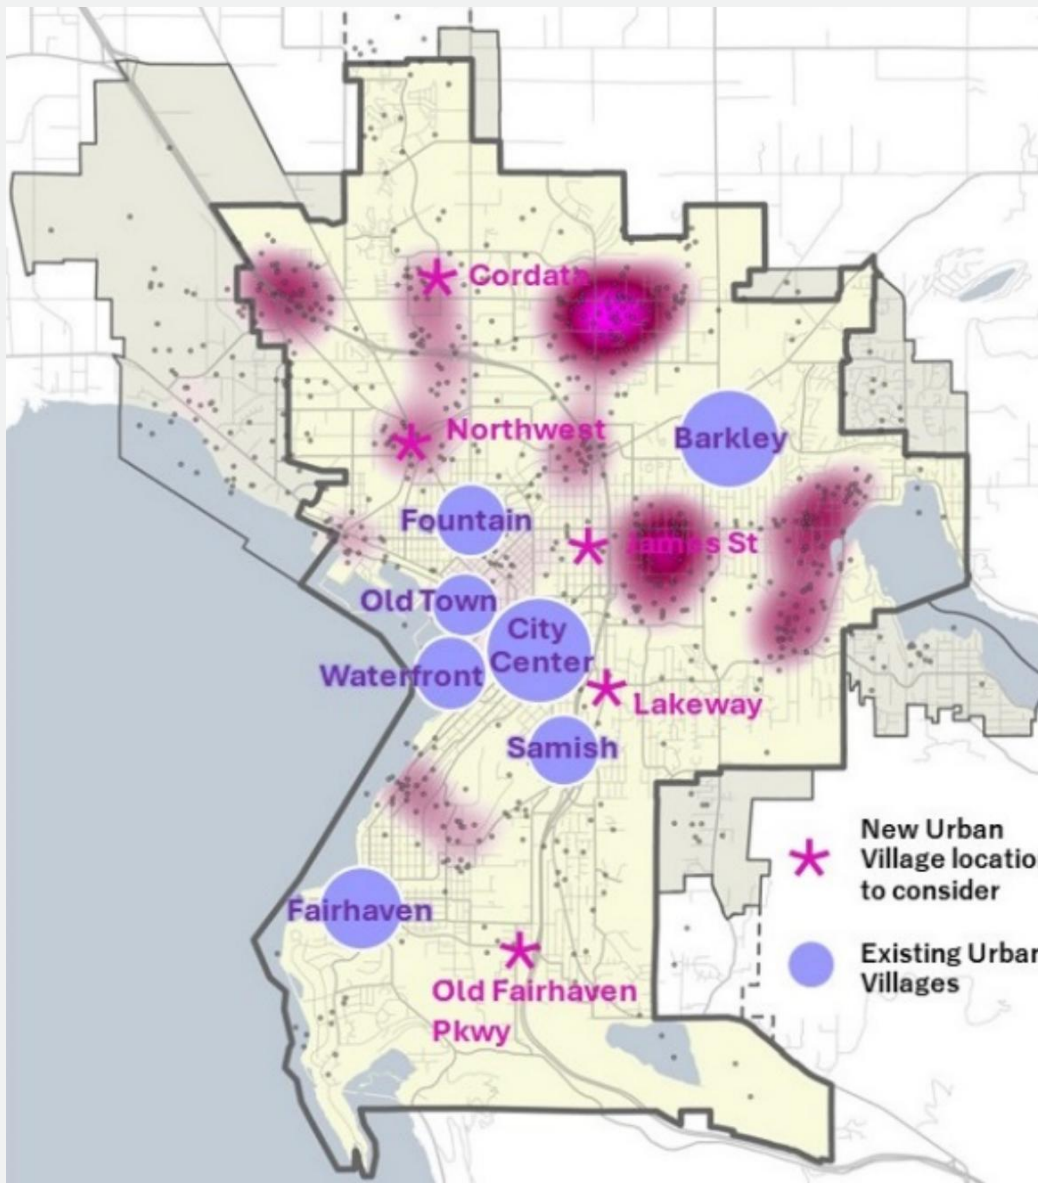 Cordata
Northwest
Barkley
Fountain
James St
Old Town
City
Center
Waterfront
Lakeway
Samish
Fairhaven
Old Fairhaven
Pkwy
New Urban
Village locatio
to consider
Existing Urban
Villages